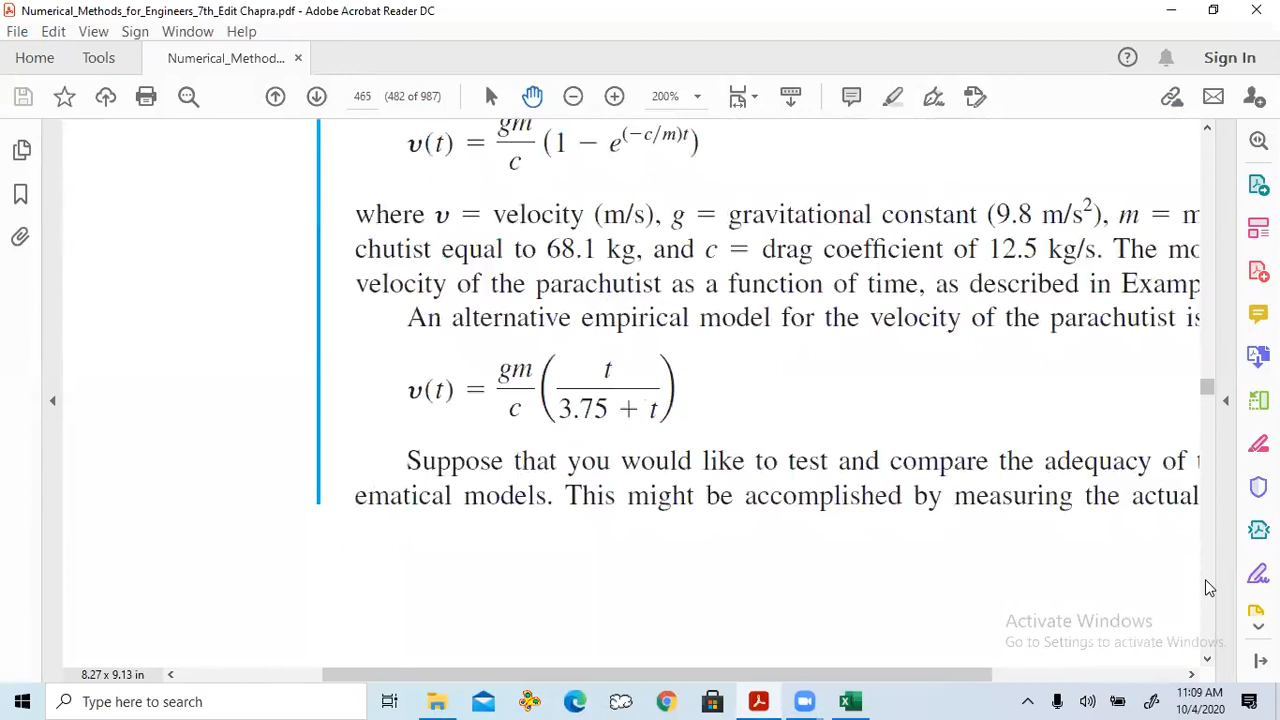 Numerical_Methods_for_Engineers_7th_Edit Chapra.pdf - Adobe Acrobat Reader DC
File Edit View Sign Window Help
Home Tools Numerical_Method... × Sign In
465 (482 of 987) 200%
v(t) = gm/c (1 − e^(−c/m)t)
where v = velocity (m/s), g = gravitational constant (9.8 m/s²), m = m
chutist equal to 68.1 kg, and c = drag coefficient of 12.5 kg/s. The mo
velocity of the parachutist as a function of time, as described in Examp
An alternative empirical model for the velocity of the parachutist is
v(t) = gm/c (t/(3.75 + t))
Suppose that you would like to test and compare the adequacy of t
ematical models. This might be accomplished by measuring the actual
Activate Windows
Go to Settings to activate Windows.
8.27 x 9.13 in
Type here to search
11:09 AM
10/4/2020